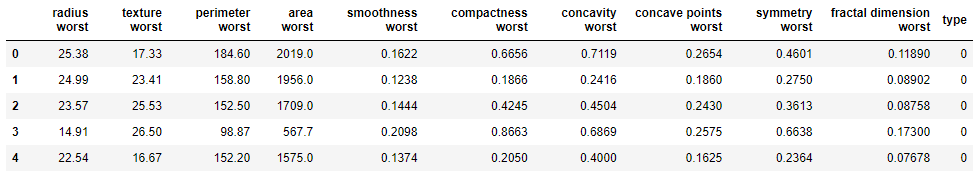 radius worst texture worst perimeter worst area worst smoothness worst compactness worst concavity worst concave points worst symmetry worst fractal dimension worst type
0 25.38 17.33 184.60 2019.0 0.1622 0.6656 0.7119 0.2654 0.4601 0.11890 0
1 24.99 23.41 158.80 1956.0 0.1238 0.1866 0.2416 0.1860 0.2750 0.08902 0
2 23.57 25.53 152.50 1709.0 0.1444 0.4245 0.4504 0.2430 0.3613 0.08758 0
3 14.91 26.50 98.87 567.7 0.2098 0.8663 0.6869 0.2575 0.6638 0.17300 0
4 22.54 16.67 152.20 1575.0 0.1374 0.2050 0.4000 0.1625 0.2364 0.07678 0